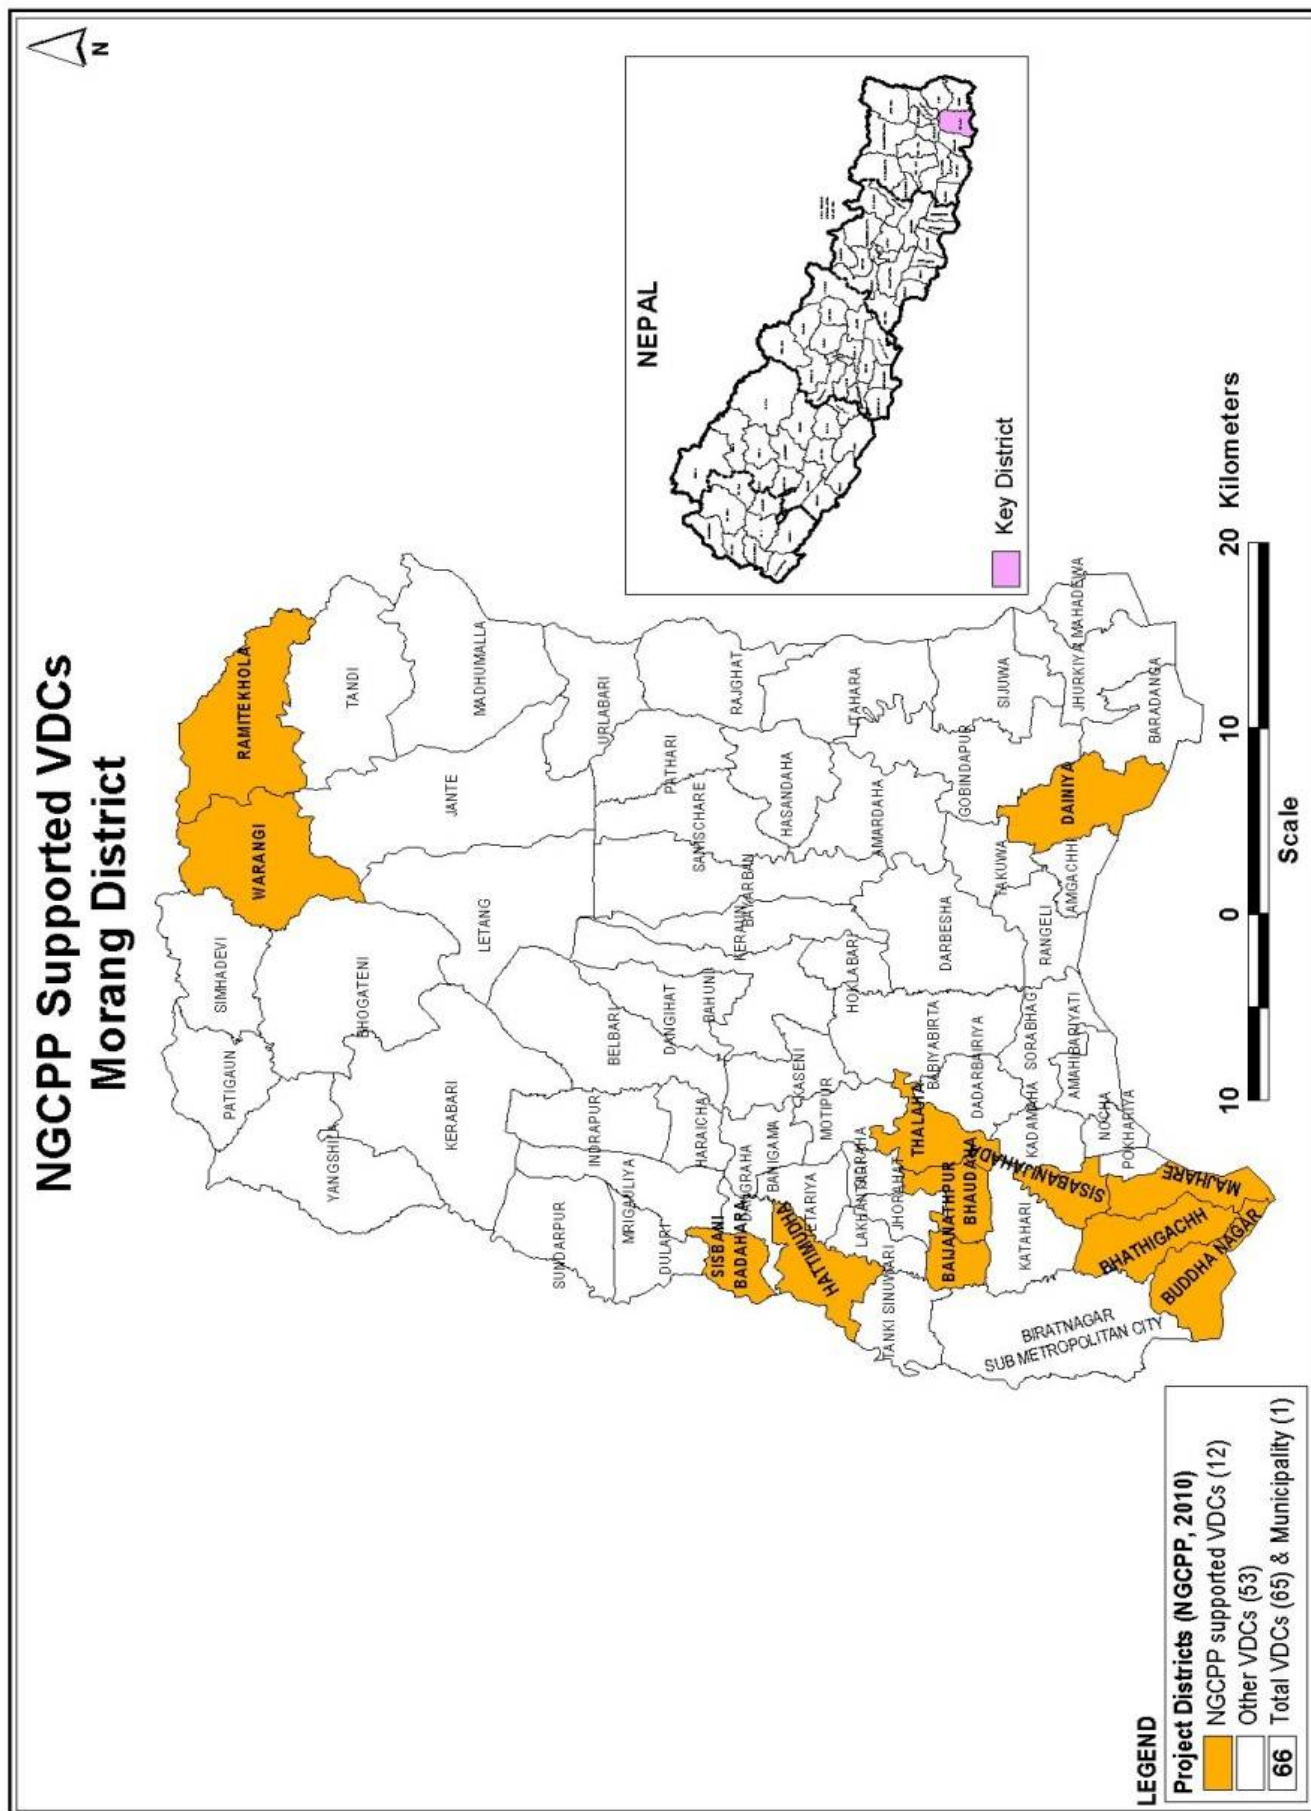 NGCPP Supported VDCs
Morang District
N
RAMITEKHOLA
WARANGI
SIMHADEVI
PATIGAUN
TANDI
YANGSHILA
BHOGATENI
JANTE
MADHUMALLA
LETANG
KERABARI
URLABARI
SUNDARPUR
INDRAPUR
BELBARI
MRIGAULIYA
DULARI
DANGIHAT
BAHUNI
SANISCHARE
PATHARI
RAJGHAT
HARAICHA
SISBANI
BADAHARA
DANGRAHA
BANIGAMA
KASENI
KERAUN
BAYARBAN
HASANDAHA
HATTIMUDHA
MOTIPUR
HOKLABARI
AMARDAHA
ITAHARA
TANKI SINUWARI
JHORAHAT
THALAHA
BABIYABIRTA
DARBESHA
GOBINDAPUR
BAIJANATHPUR
BHAUDAHA
DADARBAIRIYA
TAKUWA
SIJUWA
BIRATNAGAR
SUB METROPOLITAN CITY
KATAHARI
SISABANIJAHADA
KADAMAHA
SORABHAG
RANGELI
AMGACHHI
DAINIYA
JHURKIYA
MAHADEWA
AMAHIBARIYATI
NOCHA
POKHARIYA
BHATHIGACHH
MAJHARE
BUDDHA NAGAR
BARADANGA
NEPAL
Key District
10 0 10 20 Kilometers
Scale
LEGEND
Project Districts (NGCPP, 2010)
NGCPP supported VDCs (12)
Other VDCs (53)
66 Total VDCs (65) & Municipality (1)